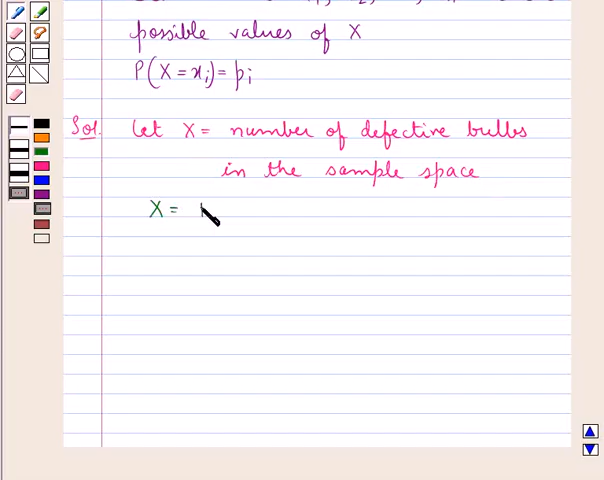 possible values of X
P(X=xi)=pi
Sol. Let X= number of defective bulbs
in the sample space
X=